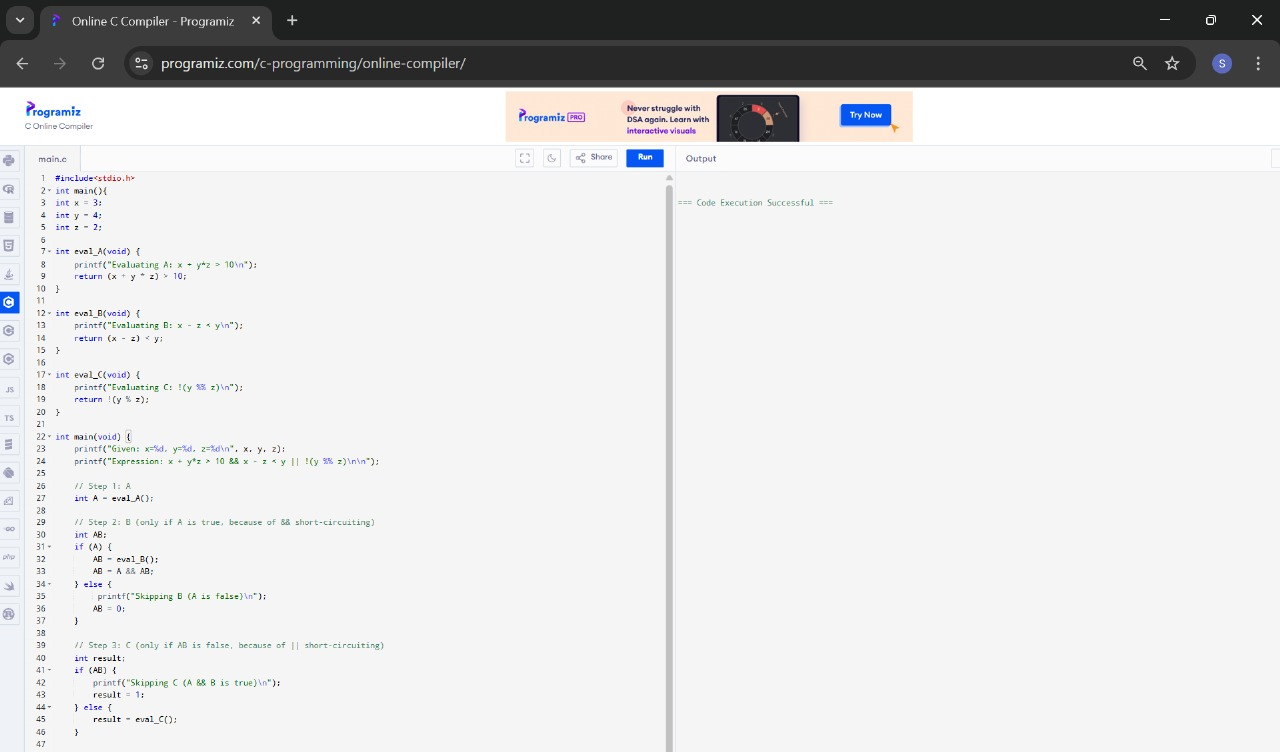 Online C Compiler - Programiz
programiz.com/c-programming/online-compiler/
S
Programiz
C Online Compiler
Programiz PRO
Never struggle with
DSA again. Learn with
interactive visuals
Try Now
main.c
Share
Run
Output
1 #include<stdio.h>
2 int main(){
3 int x = 3;
4 int y = 4;
5 int z = 2;
6
7 int eval_A(void) {
8 printf("Evaluating A: x + y*z > 10\n");
9 return (x + y * z) > 10;
10 }
11
12 int eval_B(void) {
13 printf("Evaluating B: x - z < y\n");
14 return (x - z) < y;
15 }
16
17 int eval_C(void) {
18 printf("Evaluating C: !(y %% z)\n");
19 return !(y % z);
20 }
21
22 int main(void) {
23 printf("Given: x=%d, y=%d, z=%d\n", x, y, z);
24 printf("Expression: x + y*z > 10 && x - z < y || !(y %% z)\n\n");
25
26 // Step 1: A
27 int A = eval_A();
28
29 // Step 2: B (only if A is true, because of && short-circuiting)
30 int AB;
31 if (A) {
32 AB = eval_B();
33 AB = A && AB;
34 } else {
35 printf("Skipping B (A is false)\n");
36 AB = 0;
37 }
38
39 // Step 3: C (only if AB is false, because of || short-circuiting)
40 int result;
41 if (AB) {
42 printf("Skipping C (A && B is true)\n");
43 result = 1;
44 } else {
45 result = eval_C();
46 }
47
=== Code Execution Successful ===
JS
TS
GO
php